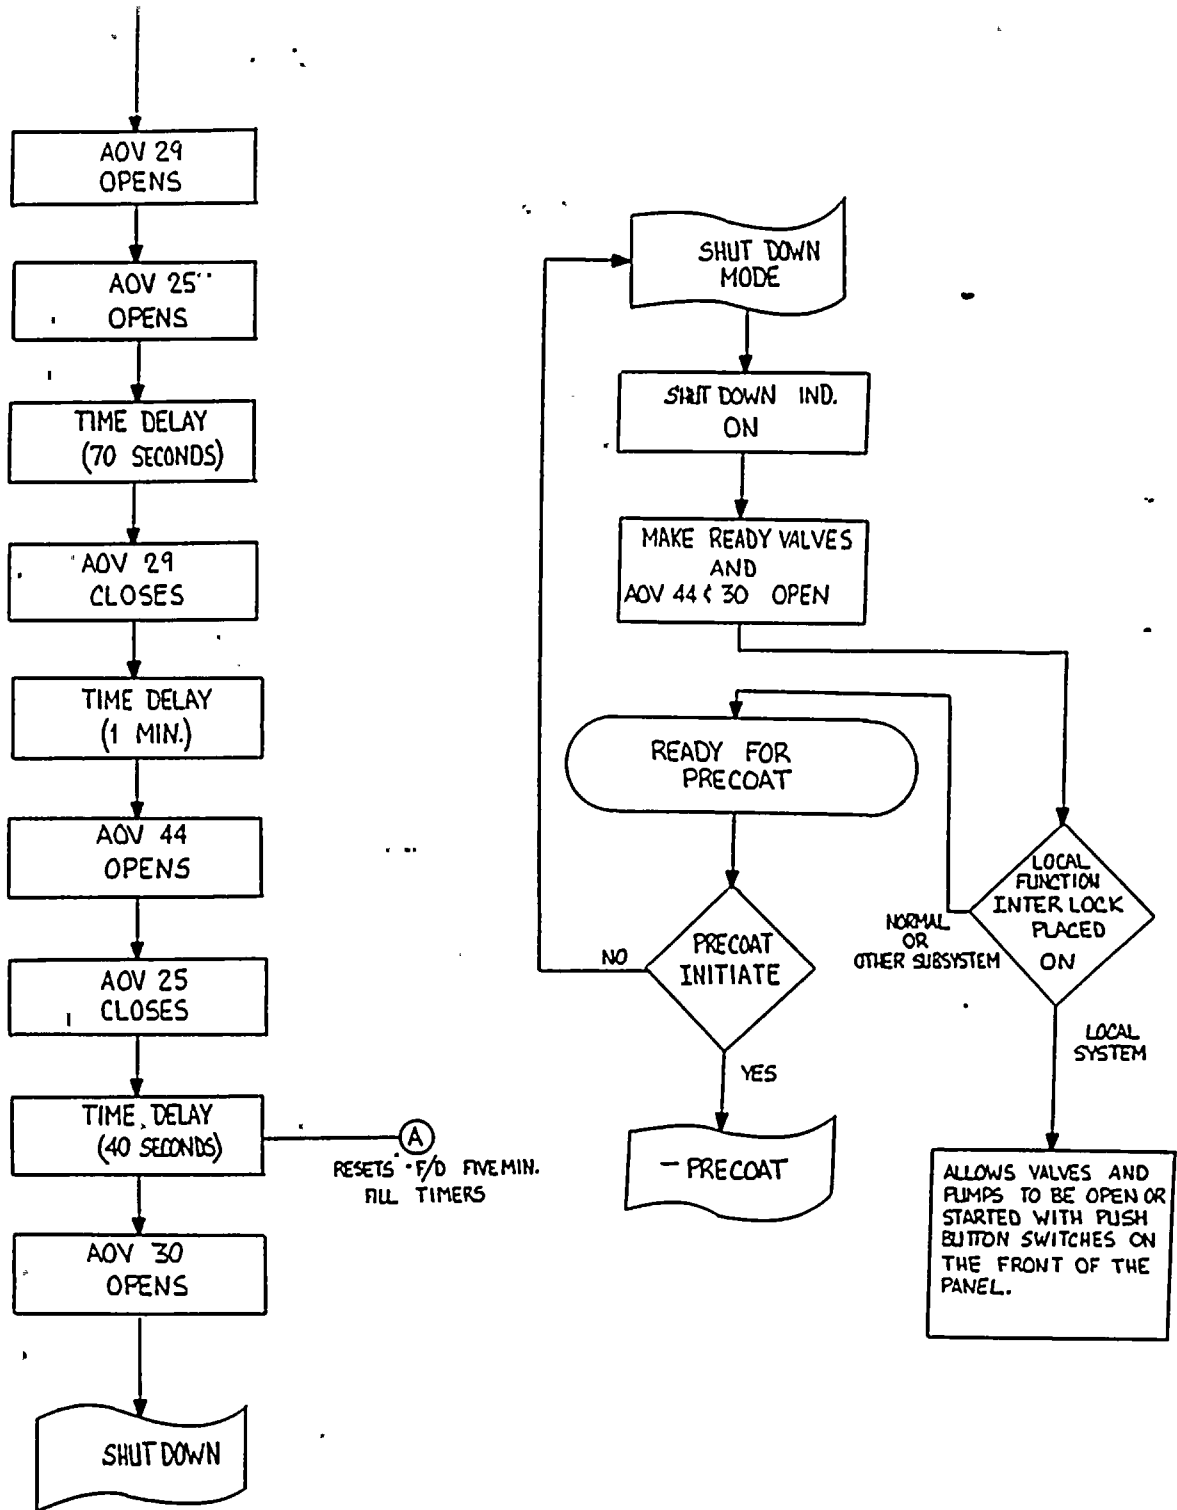 AOV 29
OPENS
AOV 25
OPENS
TIME DELAY
(70 SECONDS)
AOV 29
CLOSES
TIME DELAY
(1 MIN.)
AOV 44
OPENS
AOV 25
CLOSES
TIME DELAY
(40 SECONDS)
A
RESETS F/D FIVE MIN.
FILL TIMERS
AOV 30
OPENS
SHUT DOWN
SHUT DOWN
MODE
SHUT DOWN IND.
ON
MAKE READY VALVES
AND
AOV 44 & 30 OPEN
READY FOR
PRECOAT
PRECOAT
INITIATE
NO
YES
– PRECOAT
LOCAL
FUNCTION
INTER LOCK
PLACED
ON
NORMAL
OR
OTHER SUBSYSTEM
LOCAL
SYSTEM
ALLOWS VALVES AND
PUMPS TO BE OPEN OR
STARTED WITH PUSH
BUTTON SWITCHES ON
THE FRONT OF THE
PANEL.